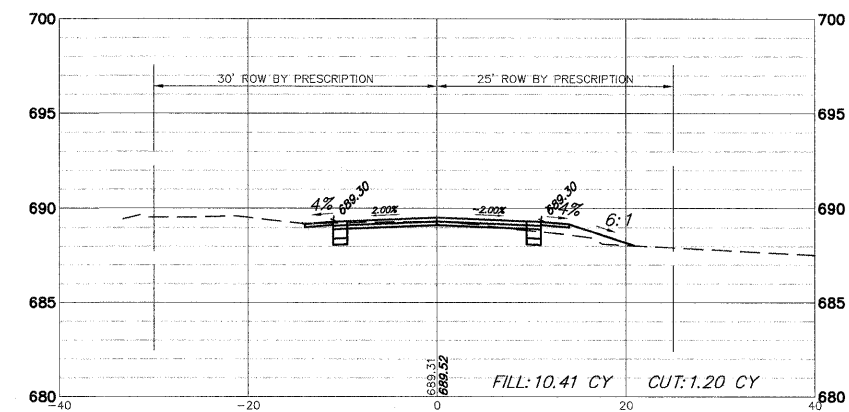 700 700
30' ROW BY PRESCRIPTION 25' ROW BY PRESCRIPTION
695 695
4% 689.30 2.00% -2.00% 689.30 4% 6:1
690 690
685 685
689.31
689.52
FILL: 10.41 CY CUT: 1.20 CY
680 680
-40 -20 0 20 40